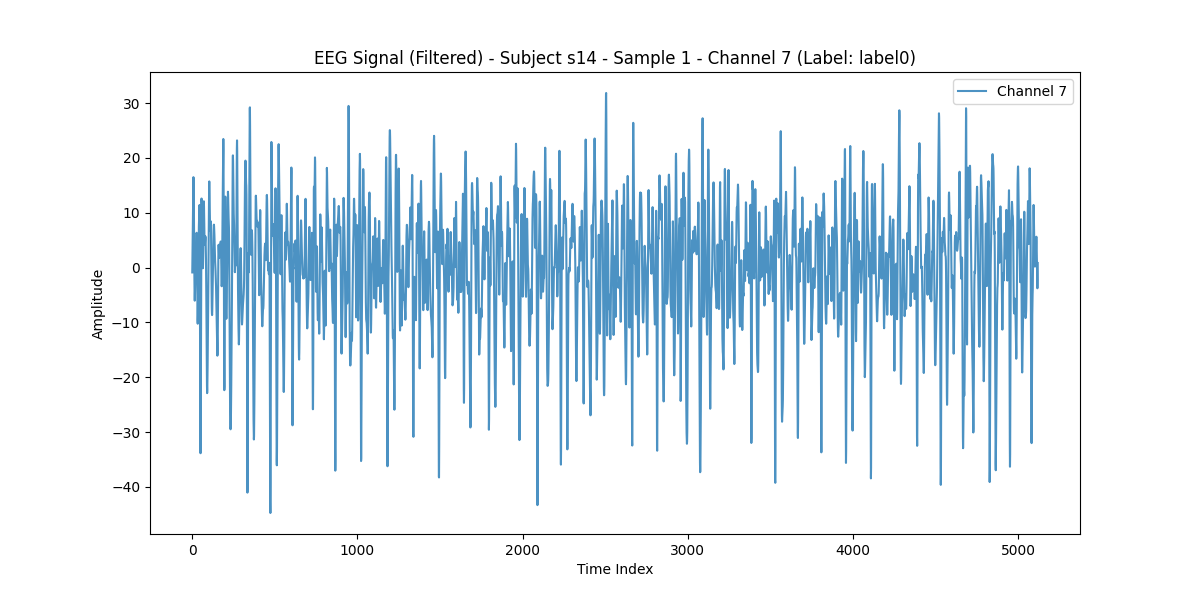 EEG Signal (Filtered) - Subject s14 - Sample 1 - Channel 7 (Label: label0)
Channel 7
30
20
10
0
−10
−20
−30
−40
Amplitude
0 1000 2000 3000 4000 5000
Time Index